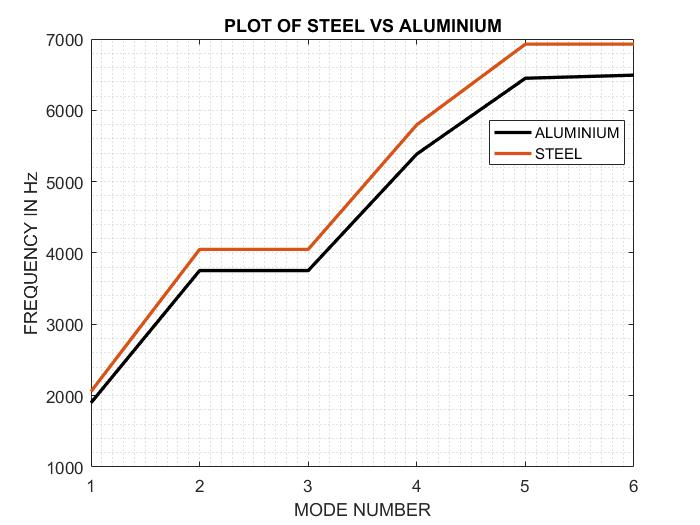 PLOT OF STEEL VS ALUMINIUM
7000
6000
5000
4000
3000
2000
1000
FREQUENCY IN Hz
ALUMINIUM
STEEL
1 2 3 4 5 6
MODE NUMBER